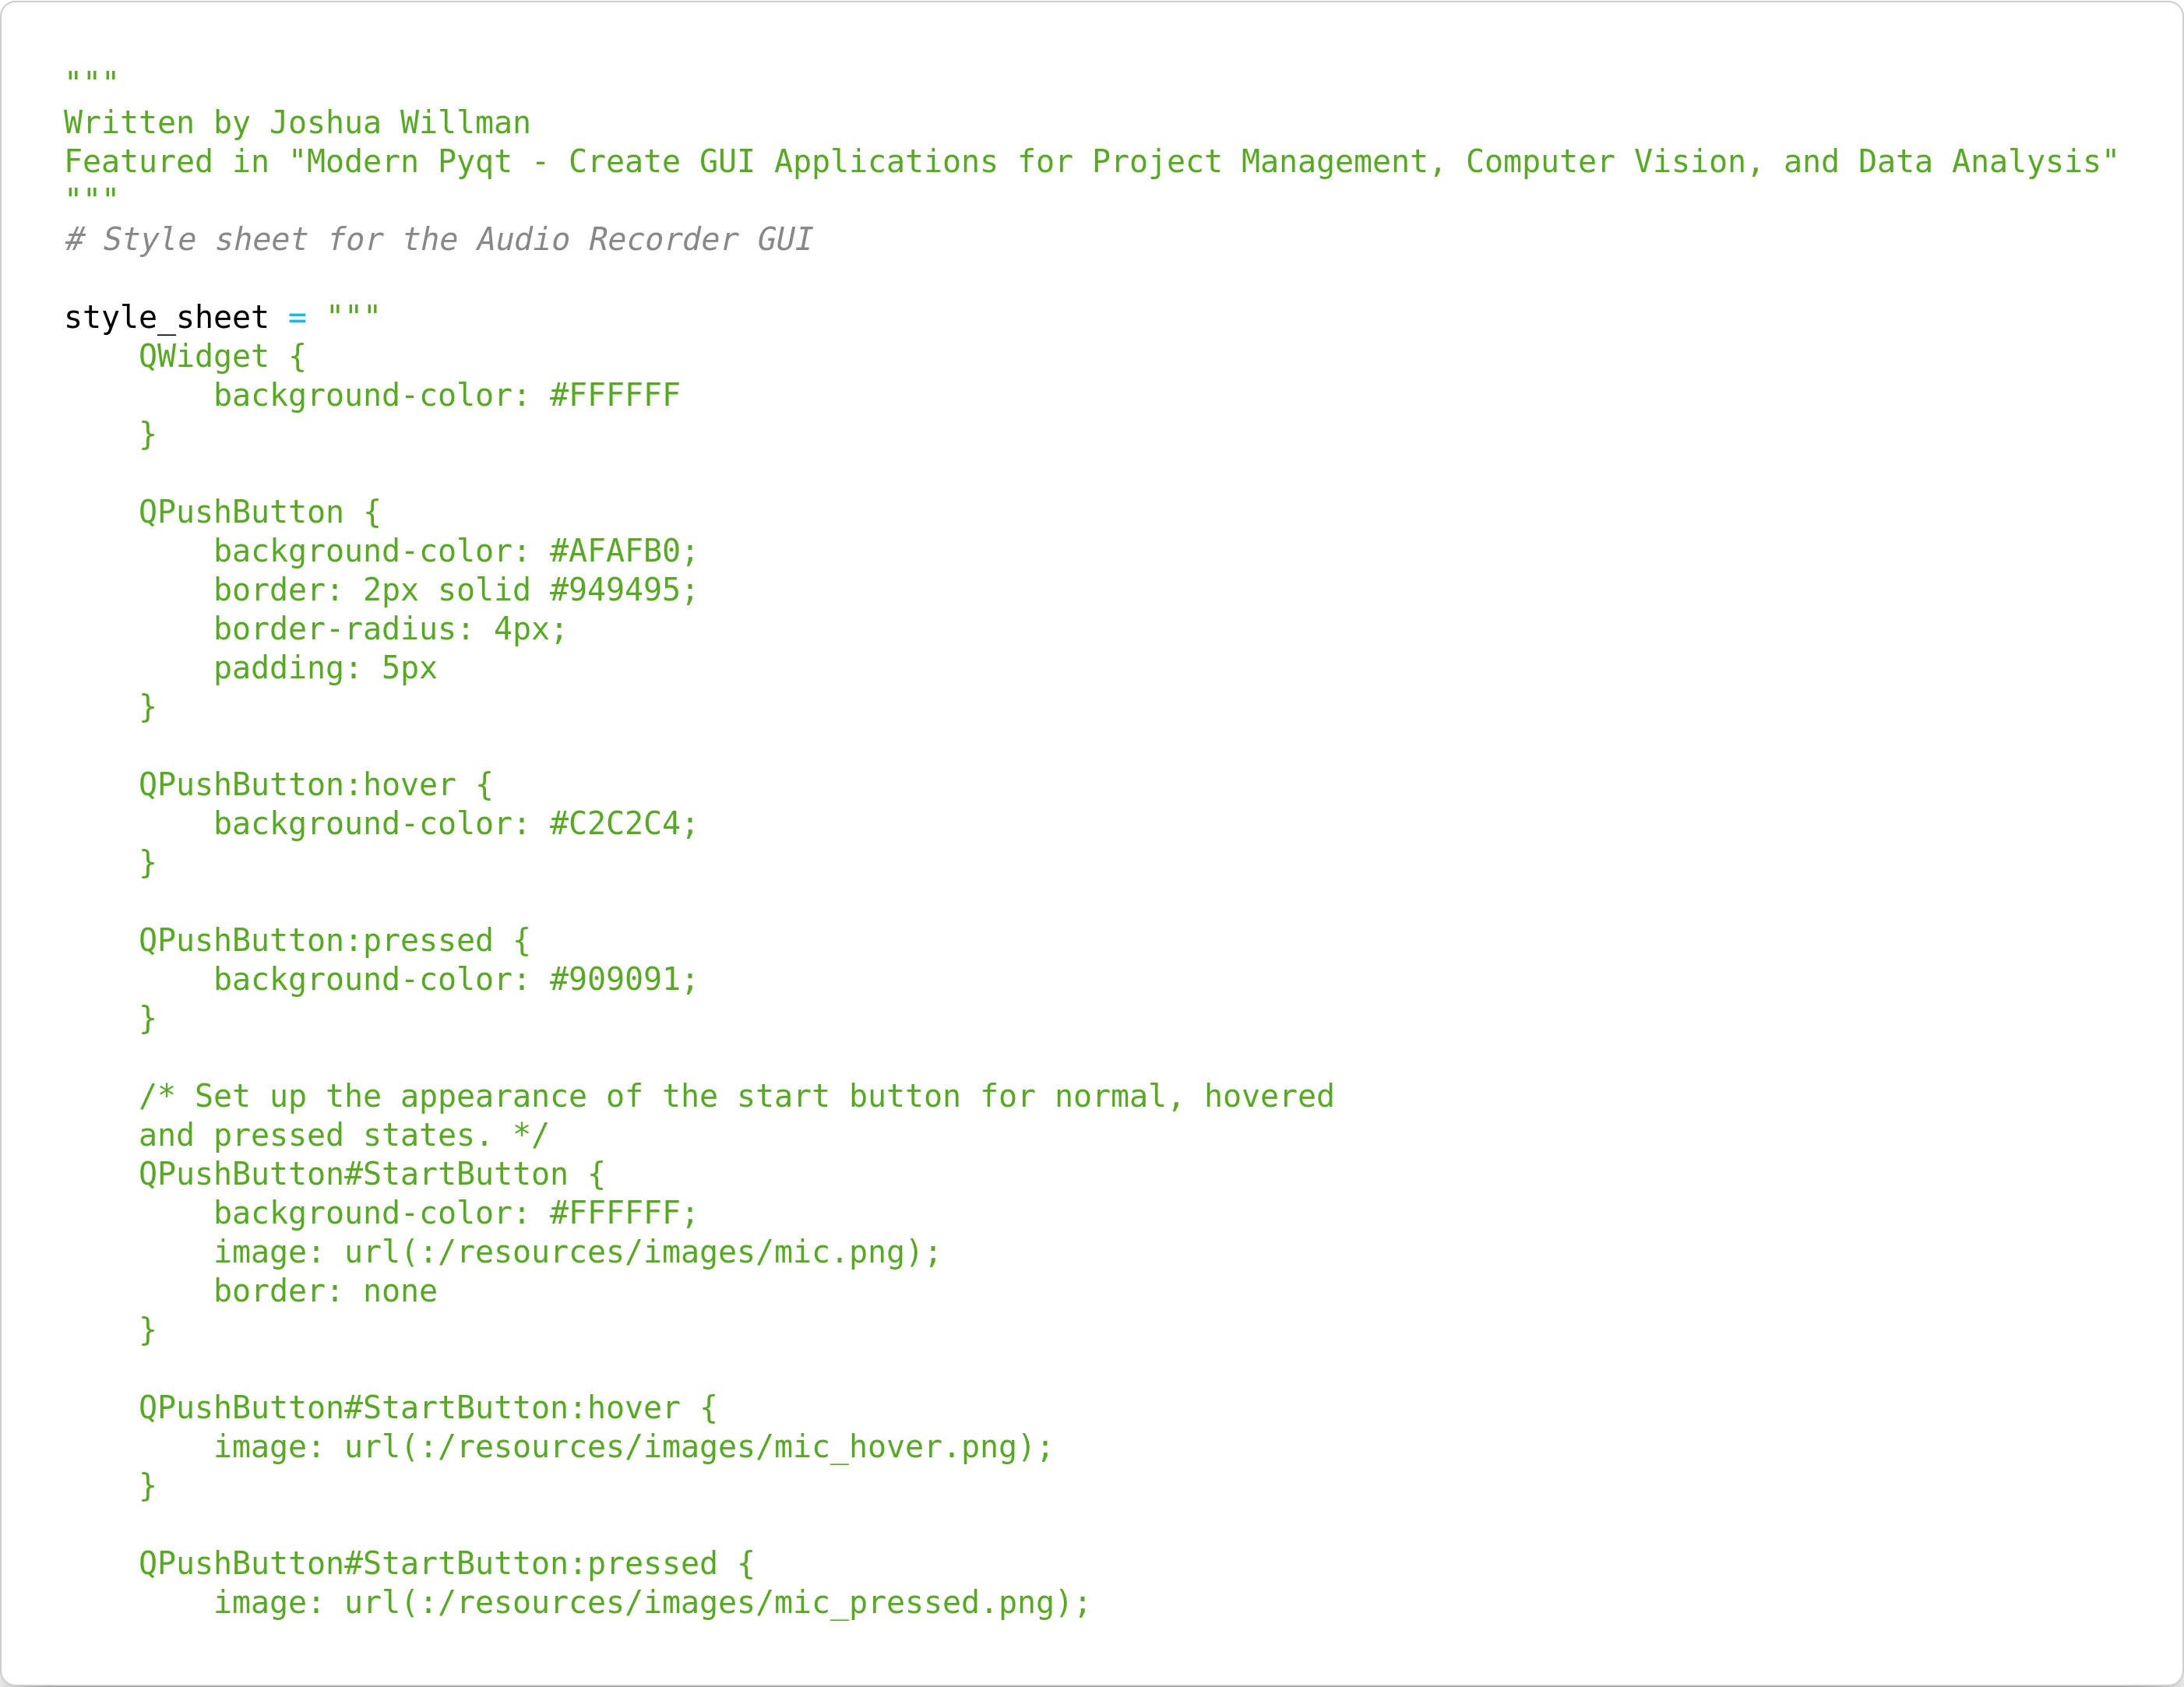 """
Written by Joshua Willman
Featured in "Modern Pyqt - Create GUI Applications for Project Management, Computer Vision, and Data Analysis"
"""
# Style sheet for the Audio Recorder GUI

style_sheet = """
    QWidget {
        background-color: #FFFFFF
    }

    QPushButton {
        background-color: #AFAFB0;
        border: 2px solid #949495;
        border-radius: 4px;
        padding: 5px
    }

    QPushButton:hover {
        background-color: #C2C2C4;
    }

    QPushButton:pressed {
        background-color: #909091;
    }

    /* Set up the appearance of the start button for normal, hovered
    and pressed states. */
    QPushButton#StartButton {
        background-color: #FFFFFF;
        image: url(:/resources/images/mic.png);
        border: none
    }

    QPushButton#StartButton:hover {
        image: url(:/resources/images/mic_hover.png);
    }

    QPushButton#StartButton:pressed {
        image: url(:/resources/images/mic_pressed.png);